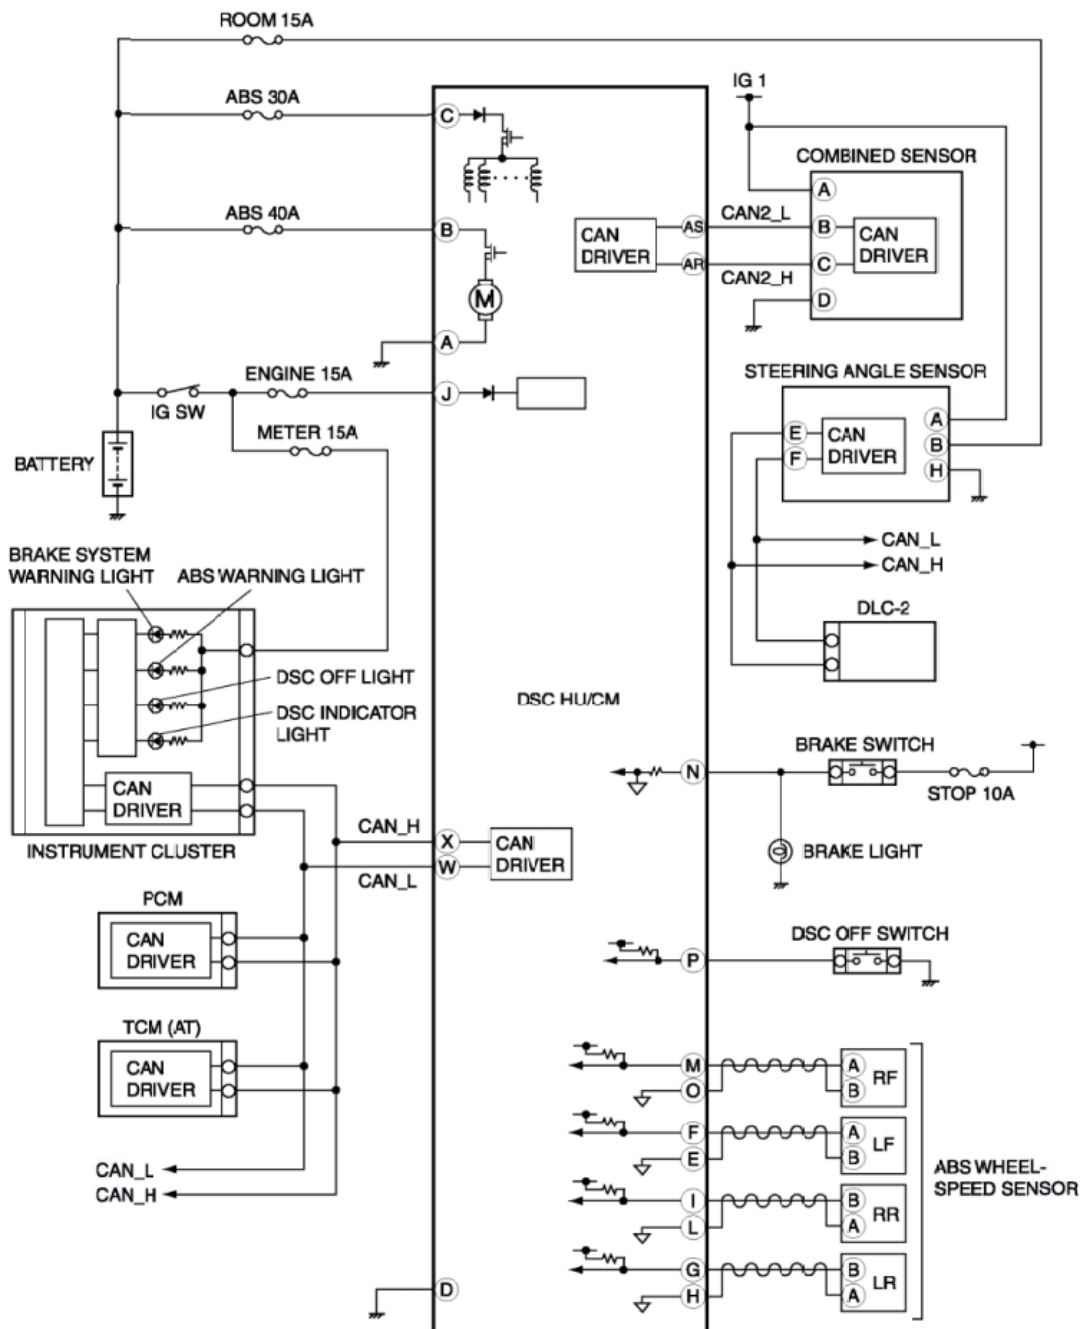 ROOM 15A
ABS 30A
C
IG 1
COMBINED SENSOR
A
ABS 40A
B
CAN
DRIVER
AS
CAN2_L
B
CAN
DRIVER
AR
CAN2_H
C
D
M
A
ENGINE 15A
J
IG SW
METER 15A
BATTERY
STEERING ANGLE SENSOR
E
CAN
DRIVER
F
A
B
H
CAN_L
CAN_H
DLC-2
BRAKE SYSTEM
WARNING LIGHT
ABS WARNING LIGHT
DSC OFF LIGHT
DSC INDICATOR
LIGHT
CAN
DRIVER
INSTRUMENT CLUSTER
DSC HU/CM
N
BRAKE SWITCH
STOP 10A
BRAKE LIGHT
CAN_H
X
CAN
DRIVER
W
CAN_L
PCM
CAN
DRIVER
TCM (AT)
CAN
DRIVER
CAN_L
CAN_H
P
DSC OFF SWITCH
M
A
RF
O
B
F
A
LF
E
B
I
B
RR
L
A
G
B
LR
H
A
ABS WHEEL-
SPEED SENSOR
D